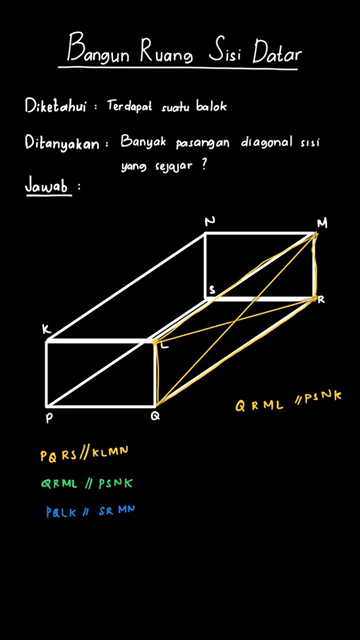 Bangun Ruang Sisi Datar
Diketahui : Terdapat suatu balok
Ditanyakan : Banyak pasangan diagonal sisi
yang sejajar ?
Jawab :
N M
S R
K L
P Q
QRML // PSNK
PQRS // KLMN
QRML // PSNK
PQLK // SRMN